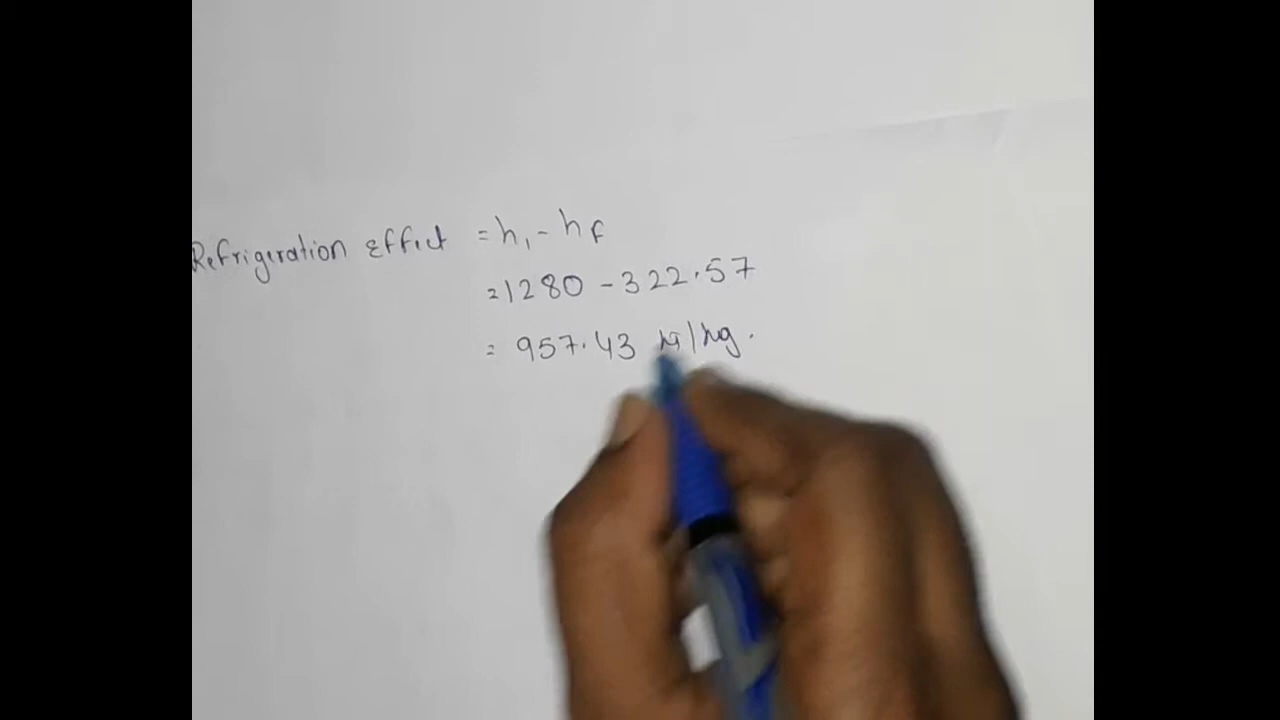 Refrigeration Effect = h₁ - hf
= 1280 - 322.57
= 957.43 kJ/kg.